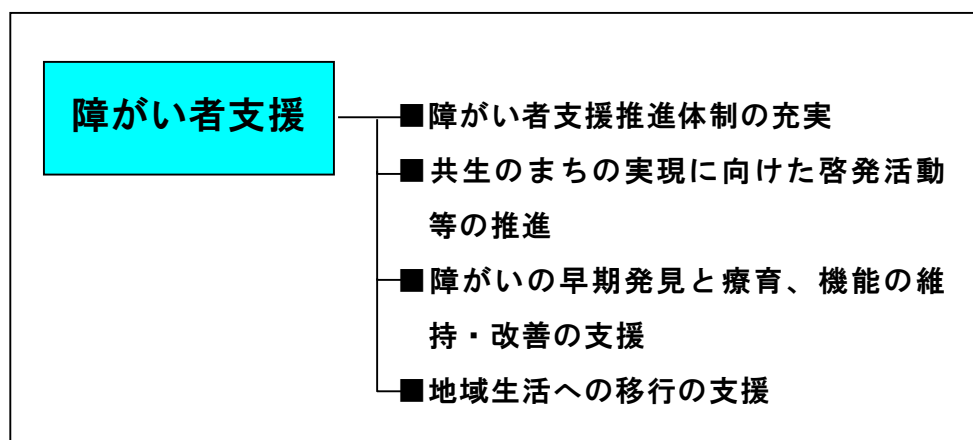 障がい者支援
■障がい者支援推進体制の充実
■共生のまちの実現に向けた啓発活動
等の推進
■障がいの早期発見と療育、機能の維
持・改善の支援
■地域生活への移行の支援